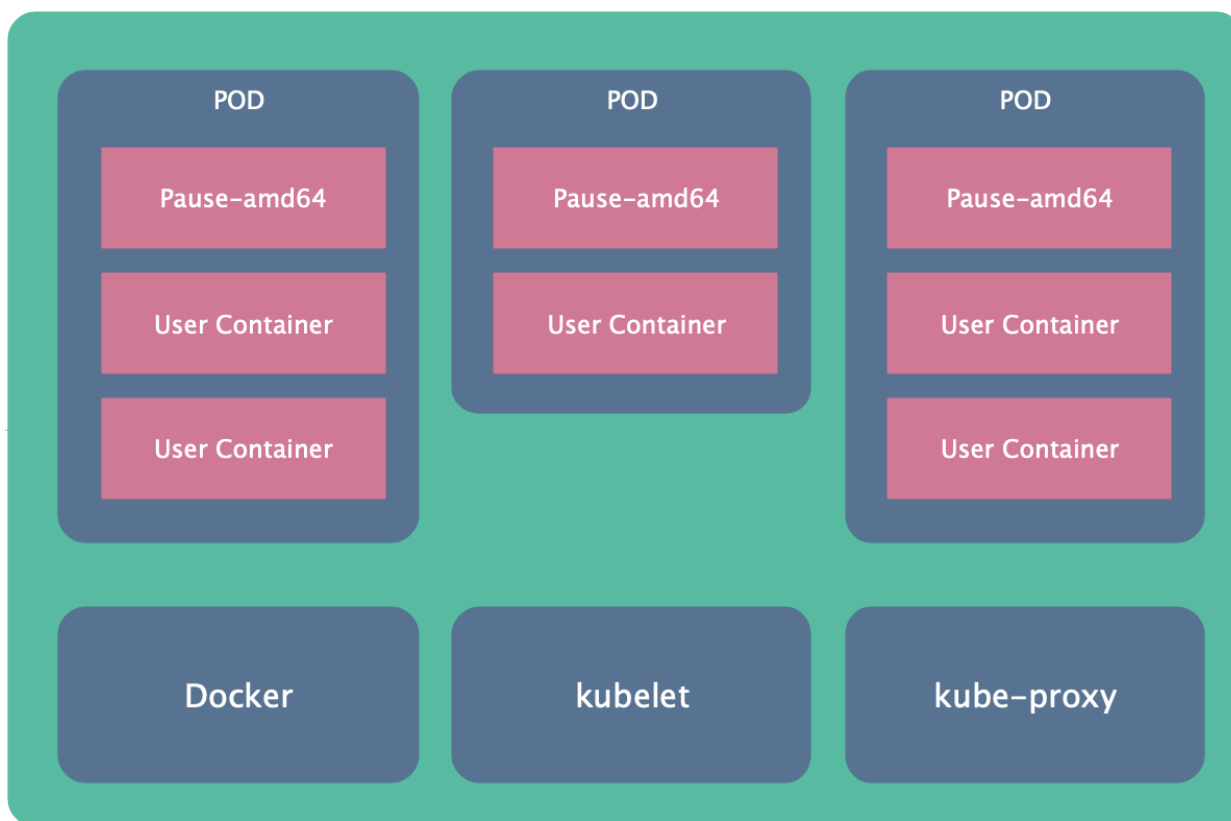 POD
Pause-amd64
User Container
User Container
POD
Pause-amd64
User Container
POD
Pause-amd64
User Container
User Container
Docker
kubelet
kube-proxy